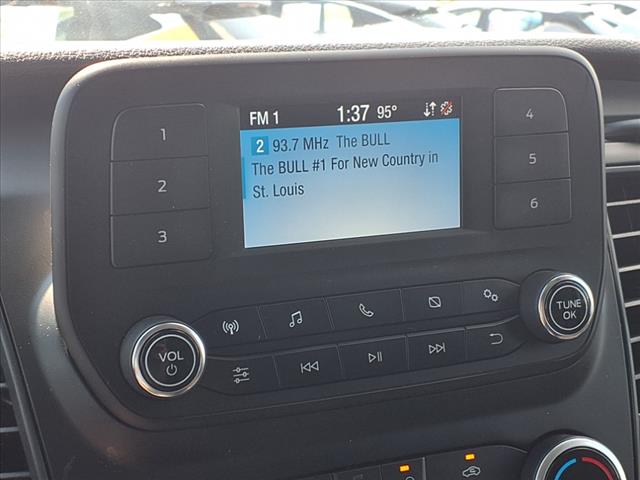 FM 1 1:37 95°
2 93.7 MHz The BULL
The BULL #1 For New Country in
St. Louis
1
2
3
4
5
6
VOL
TUNE
OK